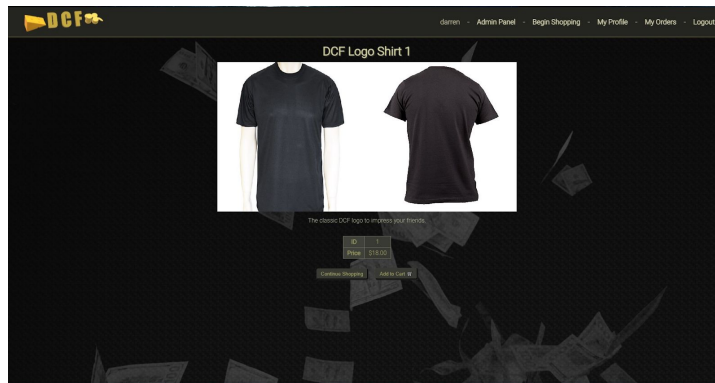 DCF
darren - Admin Panel - Begin Shopping - My Profile - My Orders - Logout
DCF Logo Shirt 1
The classic DCF logo to impress your friends.
ID 1
Price $18.00
Continue Shopping Add to Cart